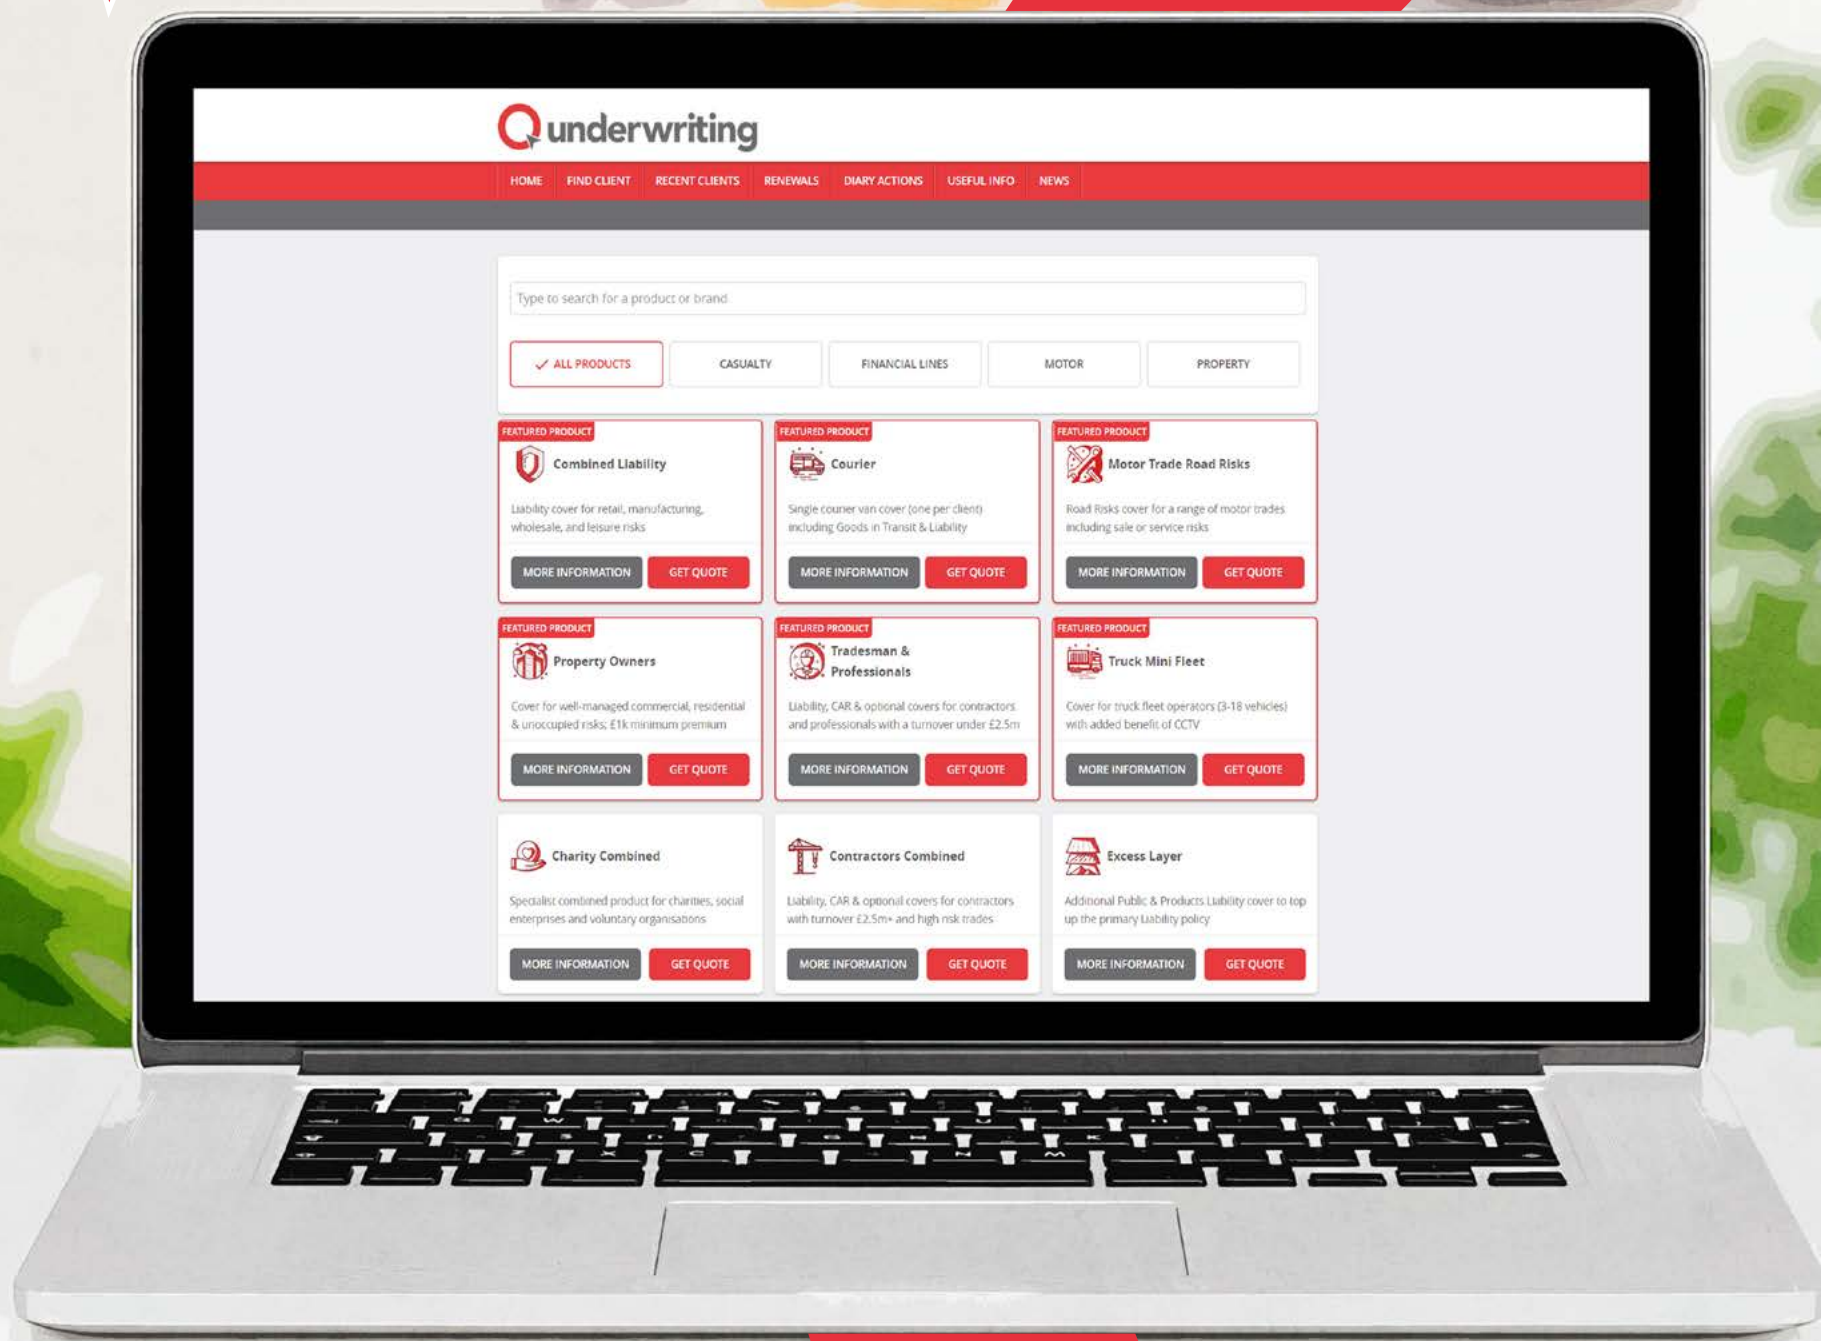 Q underwriting
HOME FIND CLIENT RECENT CLIENTS RENEWALS DIARY ACTIONS USEFUL INFO NEWS
Type to search for a product or brand
ALL PRODUCTS CASUALTY FINANCIAL LINES MOTOR PROPERTY
FEATURED PRODUCT
Combined Liability
Liability cover for retail, manufacturing,
wholesale, and leisure risks
MORE INFORMATION GET QUOTE
FEATURED PRODUCT
Courier
Single courier van cover (one per client)
including Goods in Transit & Liability
MORE INFORMATION GET QUOTE
FEATURED PRODUCT
Motor Trade Road Risks
Road Risks cover for a range of motor trades
including sale or service risks
MORE INFORMATION GET QUOTE
FEATURED PRODUCT
Property Owners
Cover for well-managed commercial, residential
& unoccupied risks; £1k minimum premium
MORE INFORMATION GET QUOTE
FEATURED PRODUCT
Tradesman &
Professionals
Liability, CAR & optional covers for contractors
and professionals with a turnover under £2.5m
MORE INFORMATION GET QUOTE
FEATURED PRODUCT
Truck Mini Fleet
Cover for truck fleet operators (3-18 vehicles)
with added benefit of CCTV
MORE INFORMATION GET QUOTE
Charity Combined
Specialist combined product for charities, social
enterprises and voluntary organisations
MORE INFORMATION GET QUOTE
Contractors Combined
Liability, CAR & optional covers for contractors
with turnover £2.5m+ and high risk trades
MORE INFORMATION GET QUOTE
Excess Layer
Additional Public & Products Liability cover to top
up the primary Liability policy
MORE INFORMATION GET QUOTE